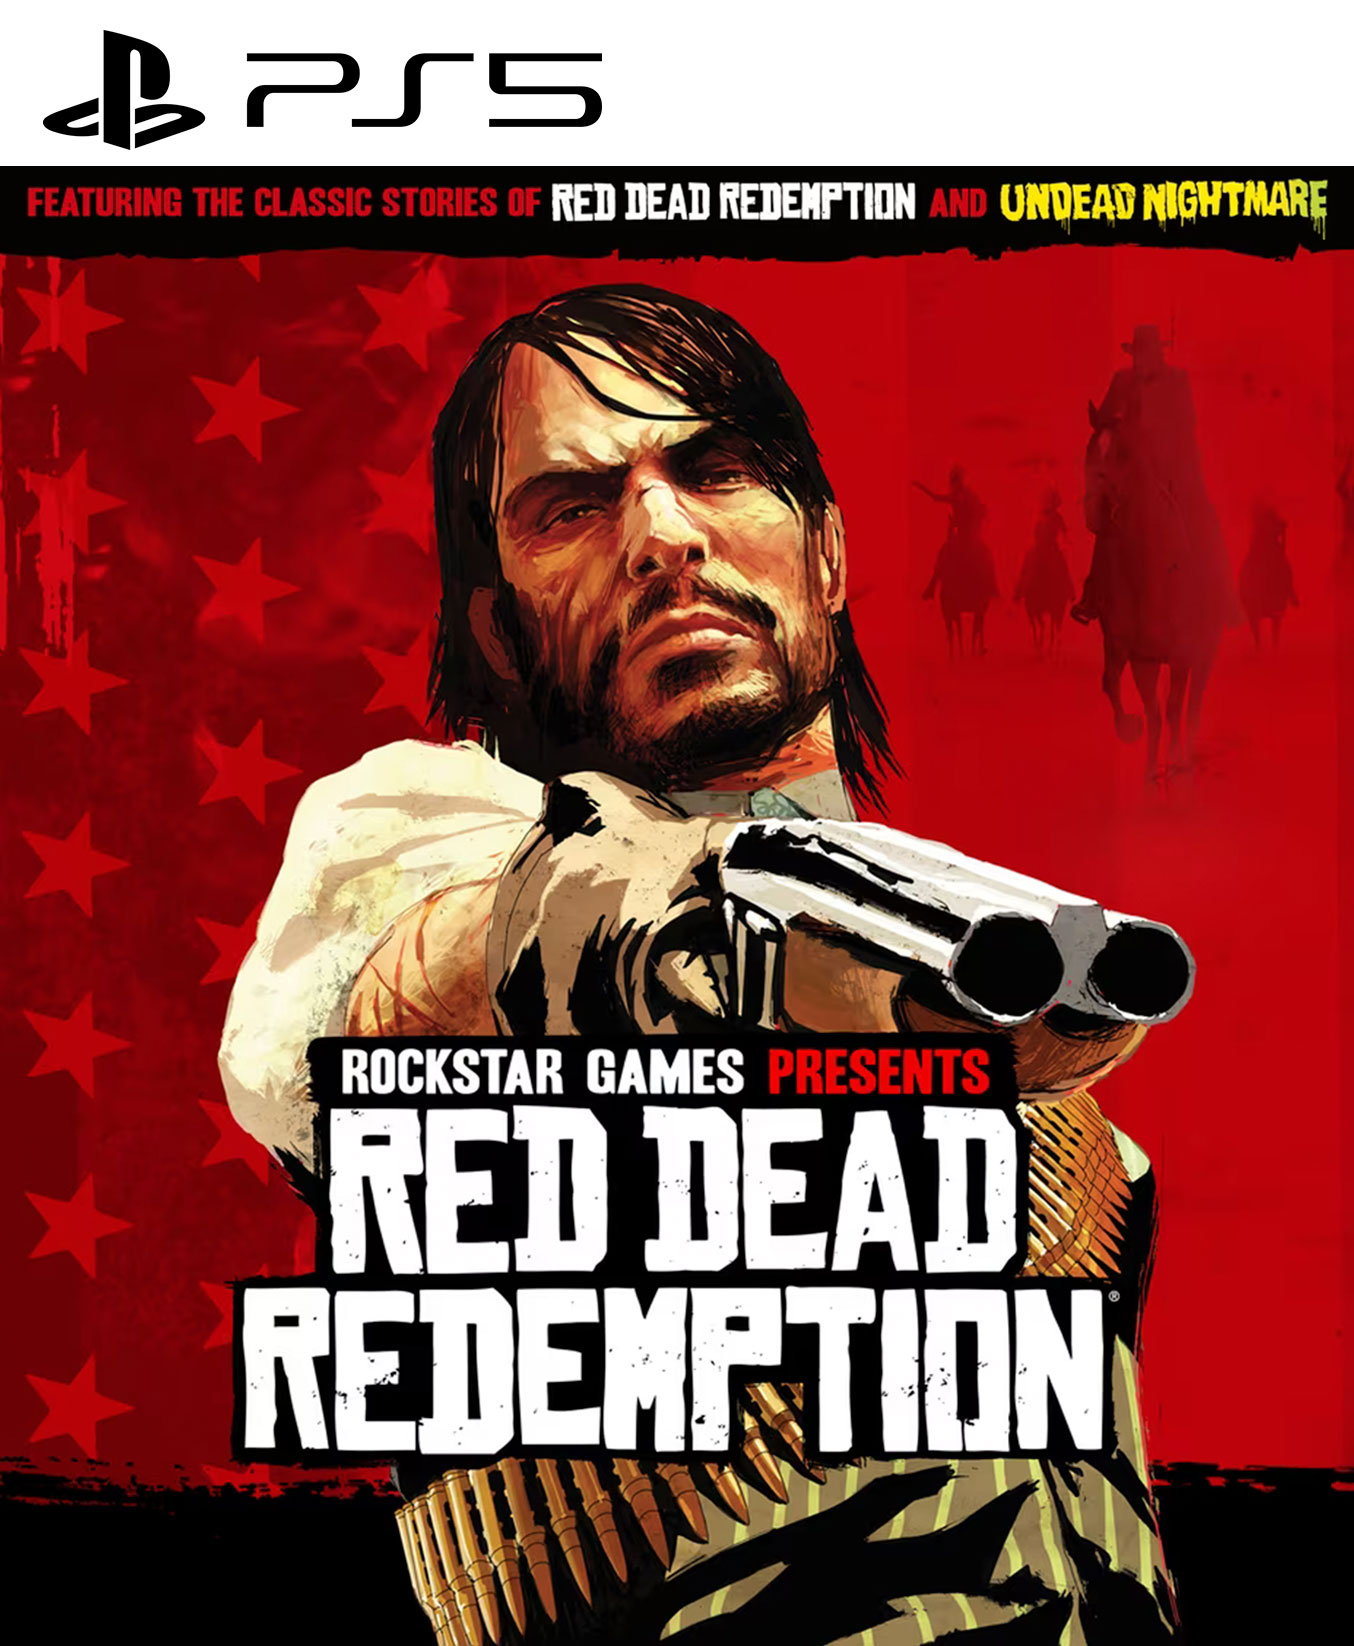 PS5
FEATURING THE CLASSIC STORIES OF RED DEAD REDEMPTION AND UNDEAD NIGHTMARE
ROCKSTAR GAMES PRESENTS
RED DEAD
REDEMPTION®